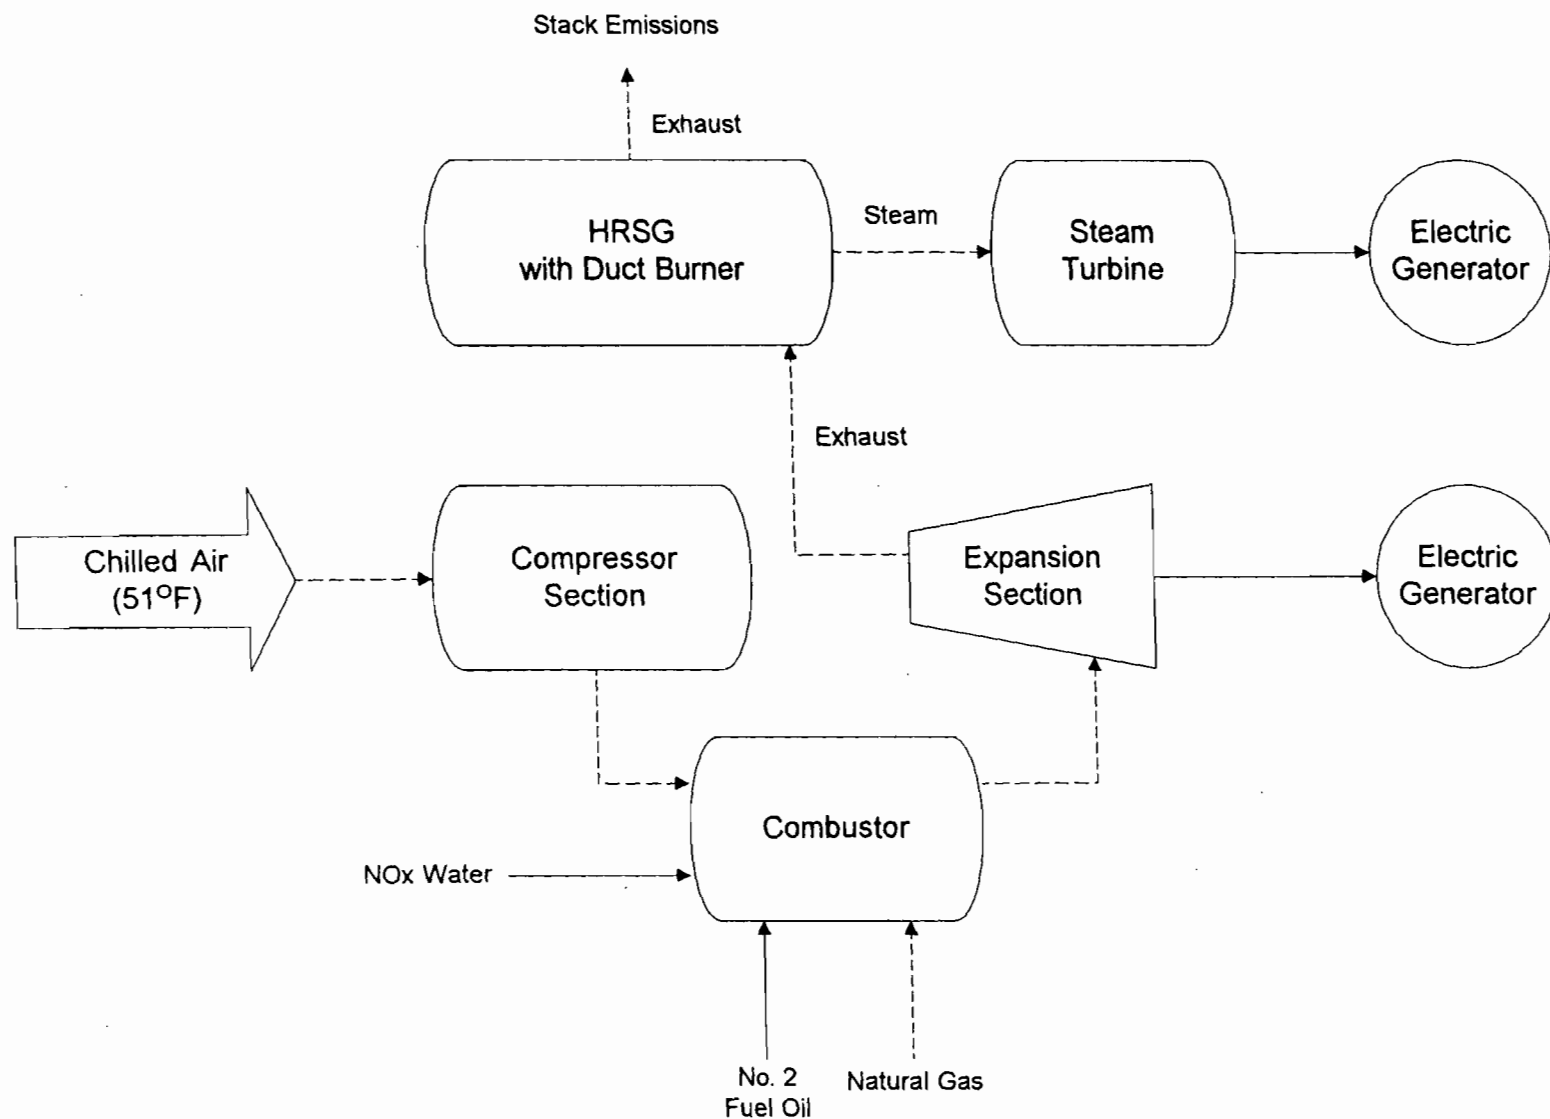 Stack Emissions
Exhaust
HRSG
with Duct Burner
Steam
Steam
Turbine
Electric
Generator
Exhaust
Chilled Air
(51°F)
Compressor
Section
Expansion
Section
Electric
Generator
Combustor
NOx Water
No. 2
Fuel Oil
Natural Gas